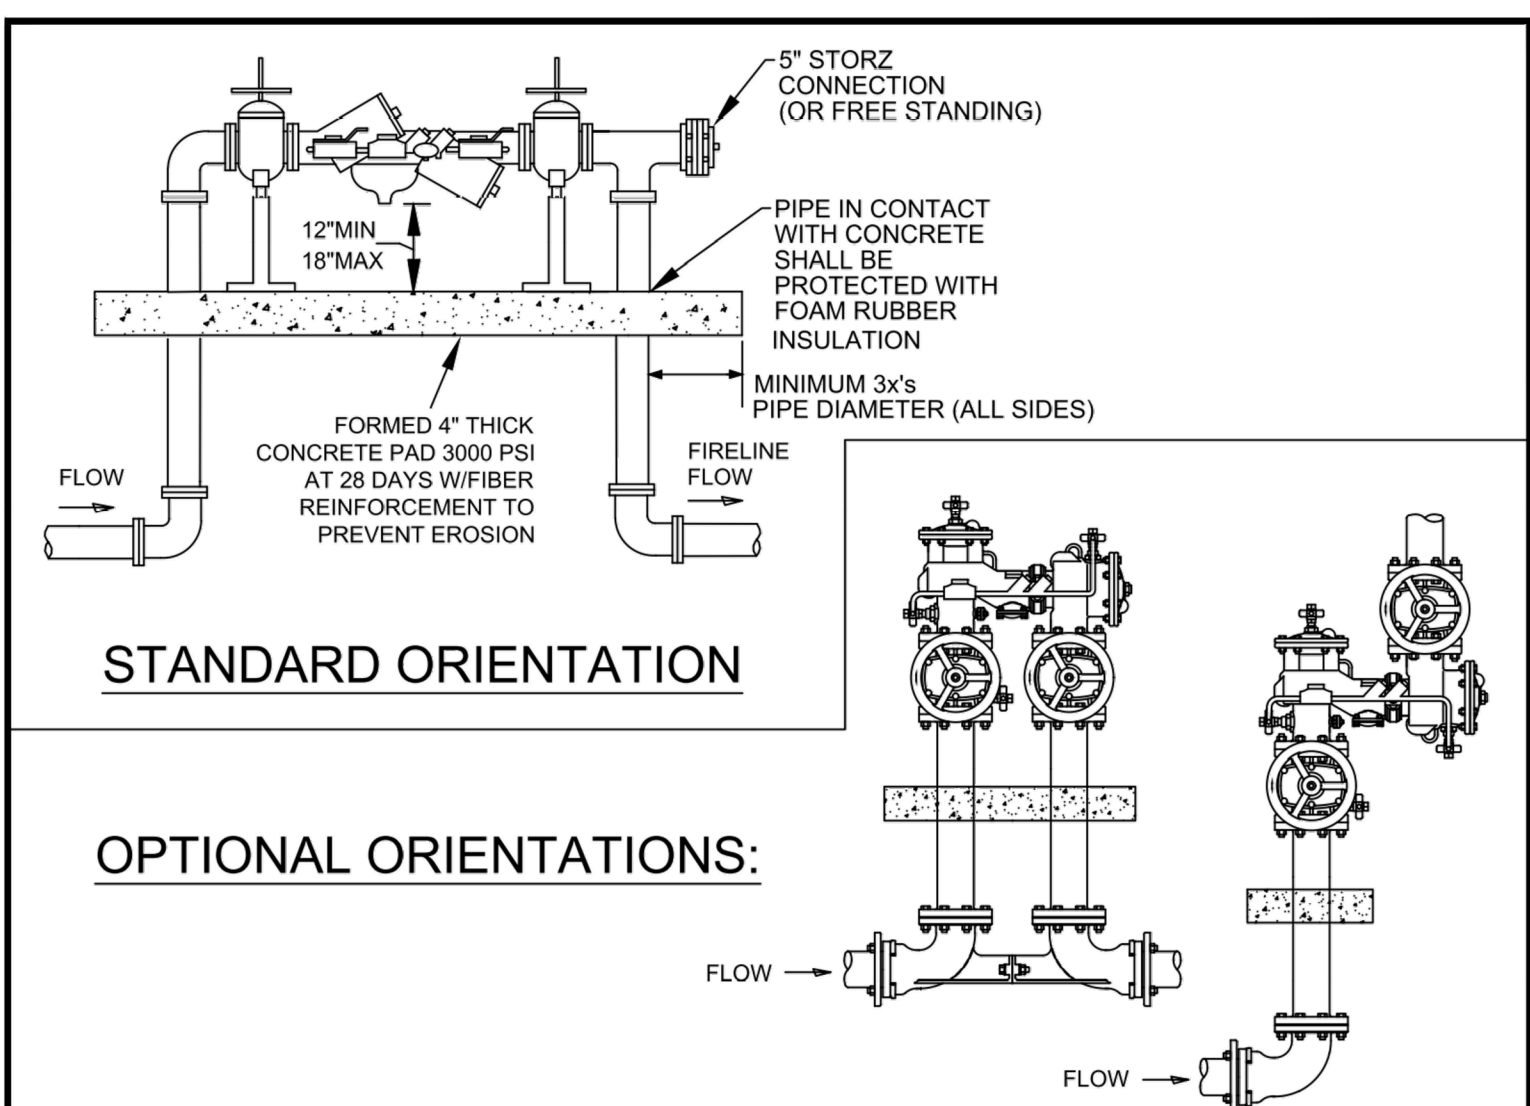 5" STORZ
CONNECTION
(OR FREE STANDING)
12"MIN
18"MAX
PIPE IN CONTACT
WITH CONCRETE
SHALL BE
PROTECTED WITH
FOAM RUBBER
INSULATION
MINIMUM 3x's
PIPE DIAMETER (ALL SIDES)
FORMED 4" THICK
CONCRETE PAD 3000 PSI
AT 28 DAYS W/FIBER
REINFORCEMENT TO
PREVENT EROSION
FLOW
FIRELINE
FLOW
STANDARD ORIENTATION
OPTIONAL ORIENTATIONS:
FLOW
FLOW